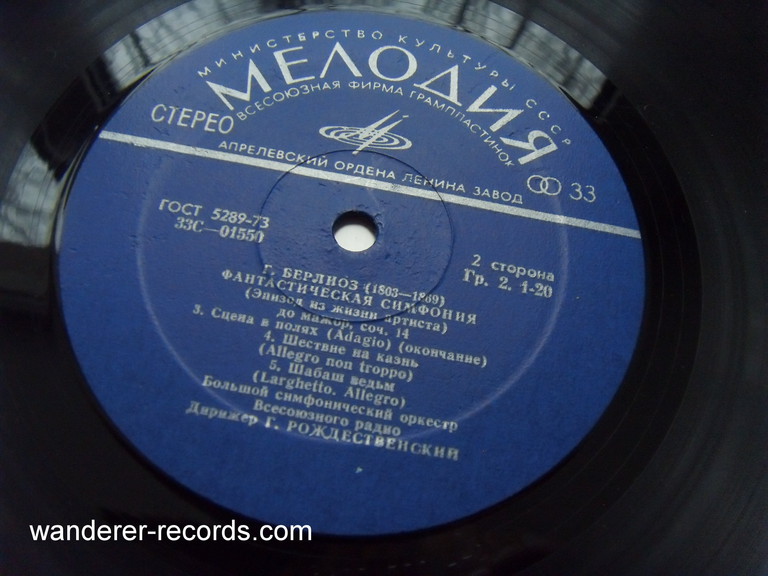 МИНИСТЕРСТВО КУЛЬТУРЫ СССР
МЕЛОДИЯ
ВСЕСОЮЗНАЯ ФИРМА ГРАМПЛАСТИНОК
СТЕРЕО
АПРЕЛЕВСКИЙ ОРДЕНА ЛЕНИНА ЗАВОД
33
ГОСТ 5289-73
33С—01550
2 сторона
Гр. 2. 1-20
Г. БЕРЛИОЗ (1803—1869)
ФАНТАСТИЧЕСКАЯ СИМФОНИЯ
(Эпизод из жизни артиста)
до мажор, соч. 14
3. Сцена в полях (Adagio) (окончание)
4. Шествие на казнь
(Allegro non troppo)
5. Шабаш ведьм
(Larghetto. Allegro)
Большой симфонический оркестр
Всесоюзного радио
Дирижер Г. РОЖДЕСТВЕНСКИЙ
wanderer-records.com